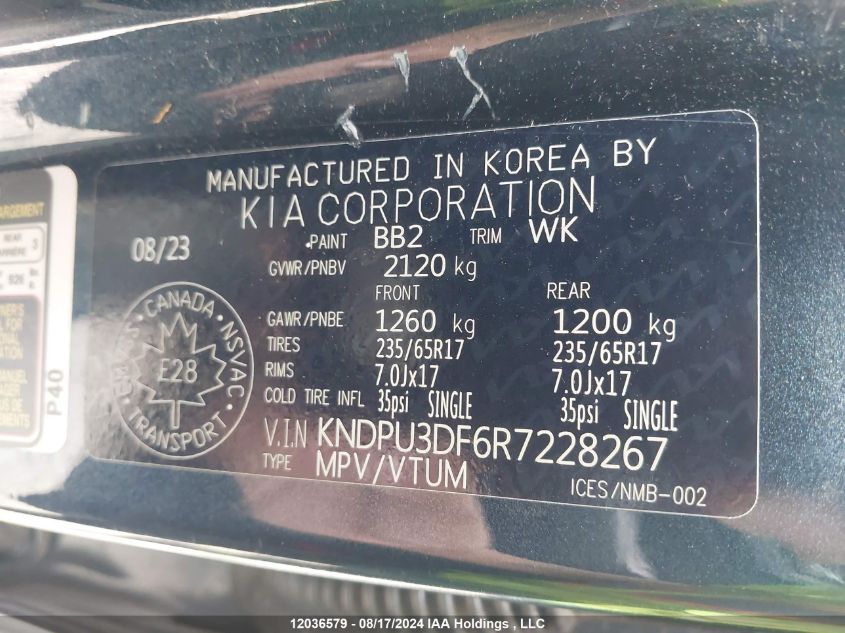 MANUFACTURED IN KOREA BY
KIA CORPORATION
08/23 PAINT BB2 TRIM WK
GVWR/PNBV 2120 kg
FRONT REAR
GAWR/PNBE 1260 kg 1200 kg
TIRES 235/65R17 235/65R17
RIMS 7.0Jx17 7.0Jx17
COLD TIRE INFL 35psi SINGLE 35psi SINGLE
V.I.N KNDPU3DF6R7228267
TYPE MPV/VTUM
ICES/NMB-002
CANADA
NSVAC
E28
TRANSPORT
ARGEMENT
REAR
3
P40
12036579 - 08/17/2024 IAA Holdings , LLC